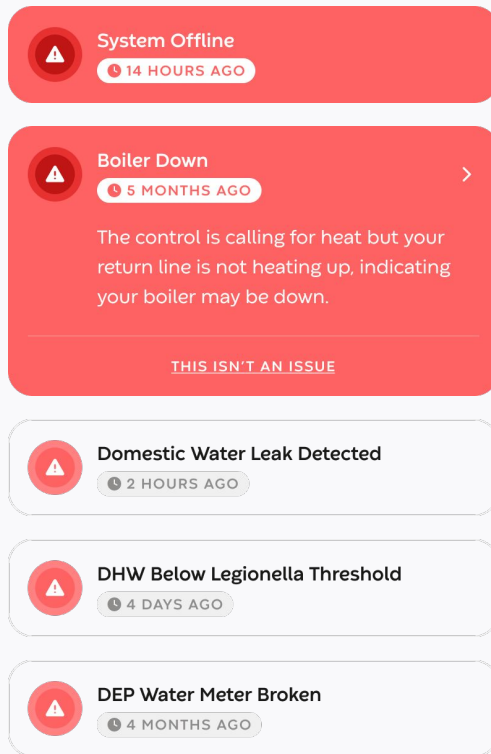 System Offline
14 HOURS AGO
Boiler Down
5 MONTHS AGO
The control is calling for heat but your
return line is not heating up, indicating
your boiler may be down.
THIS ISN'T AN ISSUE
Domestic Water Leak Detected
2 HOURS AGO
DHW Below Legionella Threshold
4 DAYS AGO
DEP Water Meter Broken
4 MONTHS AGO